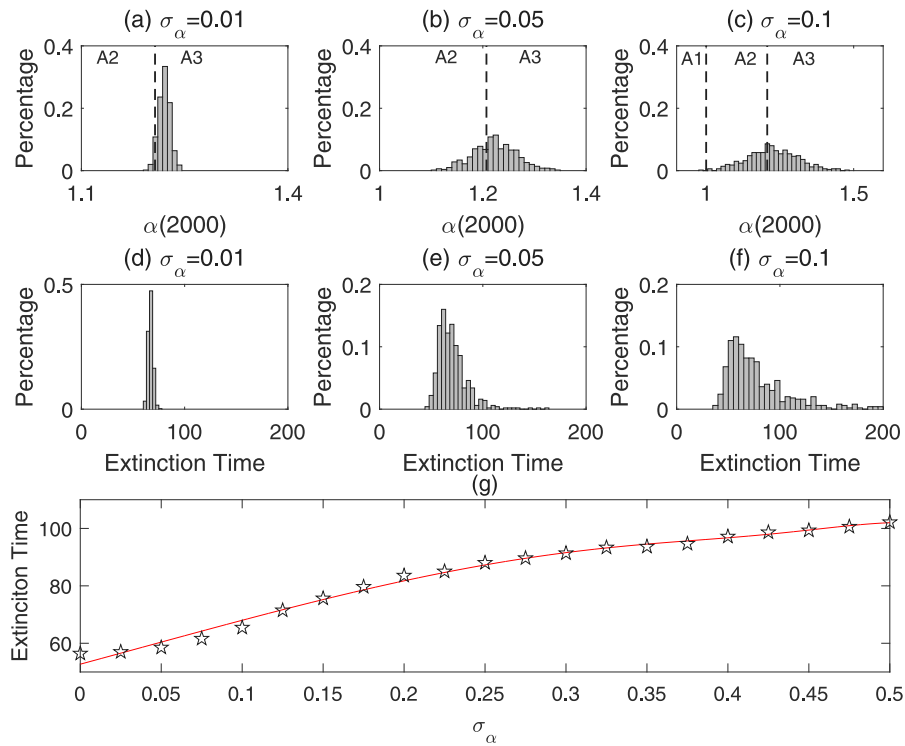 (a) σα=0.01
(b) σα=0.05
(c) σα=0.1
0.4
0.2
0
Percentage
A2
A3
1.1
1.4
α(2000)
0.4
0.2
0
Percentage
A2
A3
1
1.2
1.4
α(2000)
0.4
0.2
0
Percentage
A1
A2
A3
1
1.5
α(2000)
(d) σα=0.01
(e) σα=0.05
(f) σα=0.1
0.5
0
Percentage
0
100
200
Extinction Time
0.2
0.1
0
Percentage
0
100
200
Extinction Time
0.2
0.1
0
Percentage
0
100
200
Extinction Time
(g)
100
80
60
Extinciton Time
0
0.05
0.1
0.15
0.2
0.25
0.3
0.35
0.4
0.45
0.5
σα